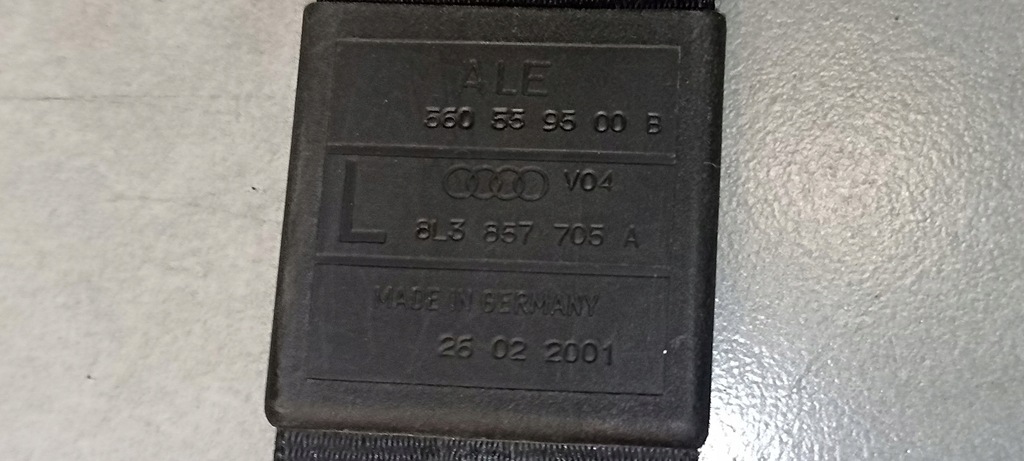 ALE
560 55 95 00 B
L
V04
8L3 857 705 A
MADE IN GERMANY
26 02 2001